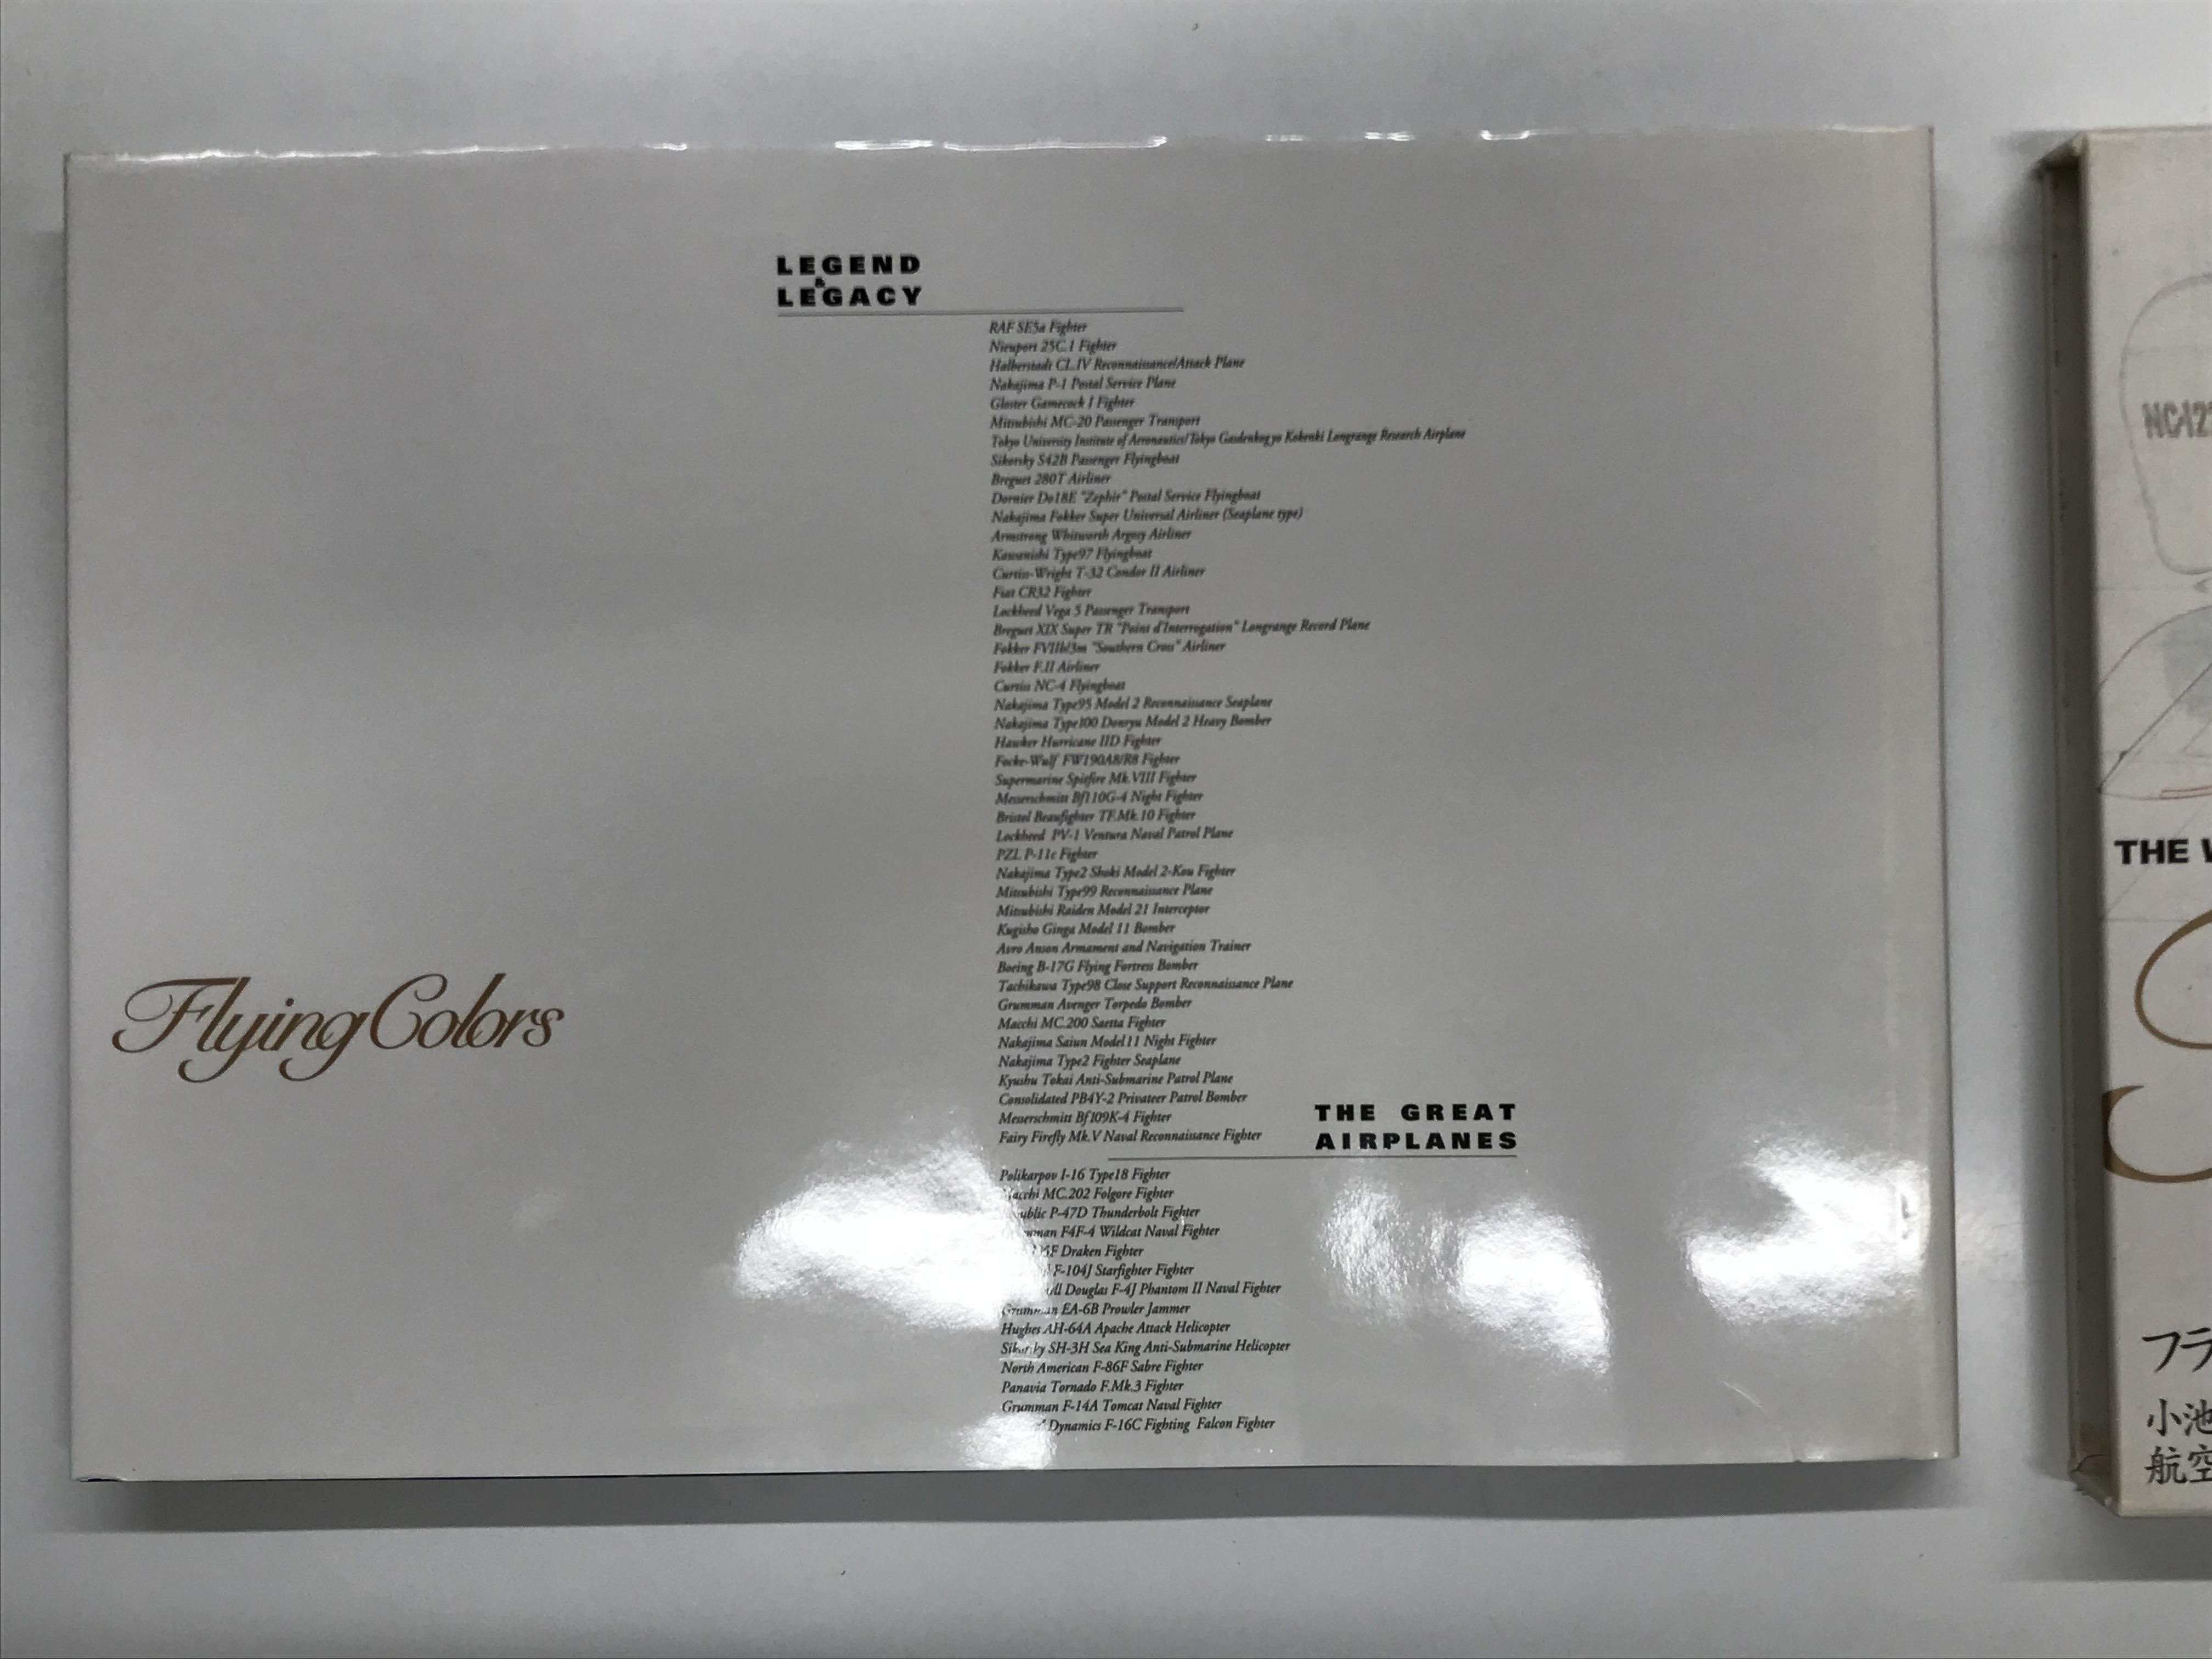 LEGEND
&
LEGACY
RAF SE5a Fighter
Nieuport 25C.1 Fighter
Halberstadt CL.IV Reconnaissance/Attack Plane
Nakajima P-1 Postal Service Plane
Gloster Gamecock I Fighter
Mitsubishi MC-20 Passenger Transport
Tokyo University Institute of Aeronautics/Tokyo Gasdenkogyo Kokenki Longrange Research Airplane
Sikorsky S42B Passenger Flyingboat
Breguet 280T Airliner
Dornier Do18E "Zephir" Postal Service Flyingboat
Nakajima Fokker Super Universal Airliner (Seaplane type)
Armstrong Whitworth Argosy Airliner
Kawanishi Type97 Flyingboat
Curtiss-Wright T-32 Condor II Airliner
Fiat CR32 Fighter
Lockheed Vega 5 Passenger Transport
Breguet XIX Super TR "Point d'Interrogation" Longrange Record Plane
Fokker FVIIb/3m "Southern Cross" Airliner
Fokker F.II Airliner
Curtiss NC-4 Flyingboat
Nakajima Type95 Model 2 Reconnaissance Seaplane
Nakajima Type100 Donryu Model 2 Heavy Bomber
Hawker Hurricane IID Fighter
Focke-Wulf FW190A8/R8 Fighter
Supermarine Spitfire Mk.VIII Fighter
Messerschmitt Bf110G-4 Night Fighter
Bristol Beaufighter TF.Mk.10 Fighter
Lockheed PV-1 Ventura Naval Patrol Plane
PZL P-11c Fighter
Nakajima Type2 Shoki Model 2-Kou Fighter
Mitsubishi Type99 Reconnaissance Plane
Mitsubishi Raiden Model 21 Interceptor
Kugisho Ginga Model 11 Bomber
Avro Anson Armament and Navigation Trainer
Boeing B-17G Flying Fortress Bomber
Tachikawa Type98 Close Support Reconnaissance Plane
Grumman Avenger Torpedo Bomber
Macchi MC.200 Saetta Fighter
Nakajima Saiun Model11 Night Fighter
Nakajima Type2 Fighter Seaplane
Kyushu Tokai Anti-Submarine Patrol Plane
Consolidated PB4Y-2 Privateer Patrol Bomber
Messerschmitt Bf109K-4 Fighter
Fairy Firefly Mk.V Naval Reconnaissance Fighter
Flying Colors
THE GREAT
AIRPLANES
Polikarpov I-16 Type18 Fighter
Macchi MC.202 Folgore Fighter
P-47D Thunderbolt Fighter
F4F-4 Wildcat Naval Fighter
Draken Fighter
F-104J Starfighter Fighter
Douglas F-4J Phantom II Naval Fighter
Grumman EA-6B Prowler Jammer
Hughes AH-64A Apache Attack Helicopter
Sikorsky SH-3H Sea King Anti-Submarine Helicopter
North American F-86F Sabre Fighter
Panavia Tornado F.Mk.3 Fighter
Grumman F-14A Tomcat Naval Fighter
Dynamics F-16C Fighting Falcon Fighter
THE
フラ
小池
航空